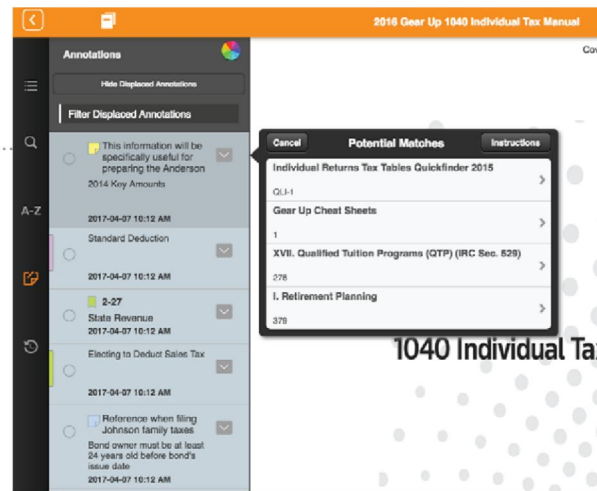 2016 Gear Up 1040 Individual Tax Manual
Annotations
Hide Displaced Annotations
Filter Displaced Annotations
This information will be
specifically useful for
preparing the Anderson
2014 Key Amounts
2017-04-07 10:12 AM
Standard Deduction
2017-04-07 10:12 AM
2-27
State Revenue
2017-04-07 10:12 AM
Electing to Deduct Sales Tax
2017-04-07 10:12 AM
Reference when filing
Johnson family taxes
Bond owner must be at least
24 years old before bond's
issue date
2017-04-07 10:12 AM
A-Z
Cov
Cancel
Potential Matches
Instructions
Individual Returns Tax Tables Quickfinder 2015
QLI-1
Gear Up Cheat Sheets
1
XVII. Qualified Tuition Programs (QTP) (IRC Sec. 529)
278
I. Retirement Planning
379
1040 Individual Ta